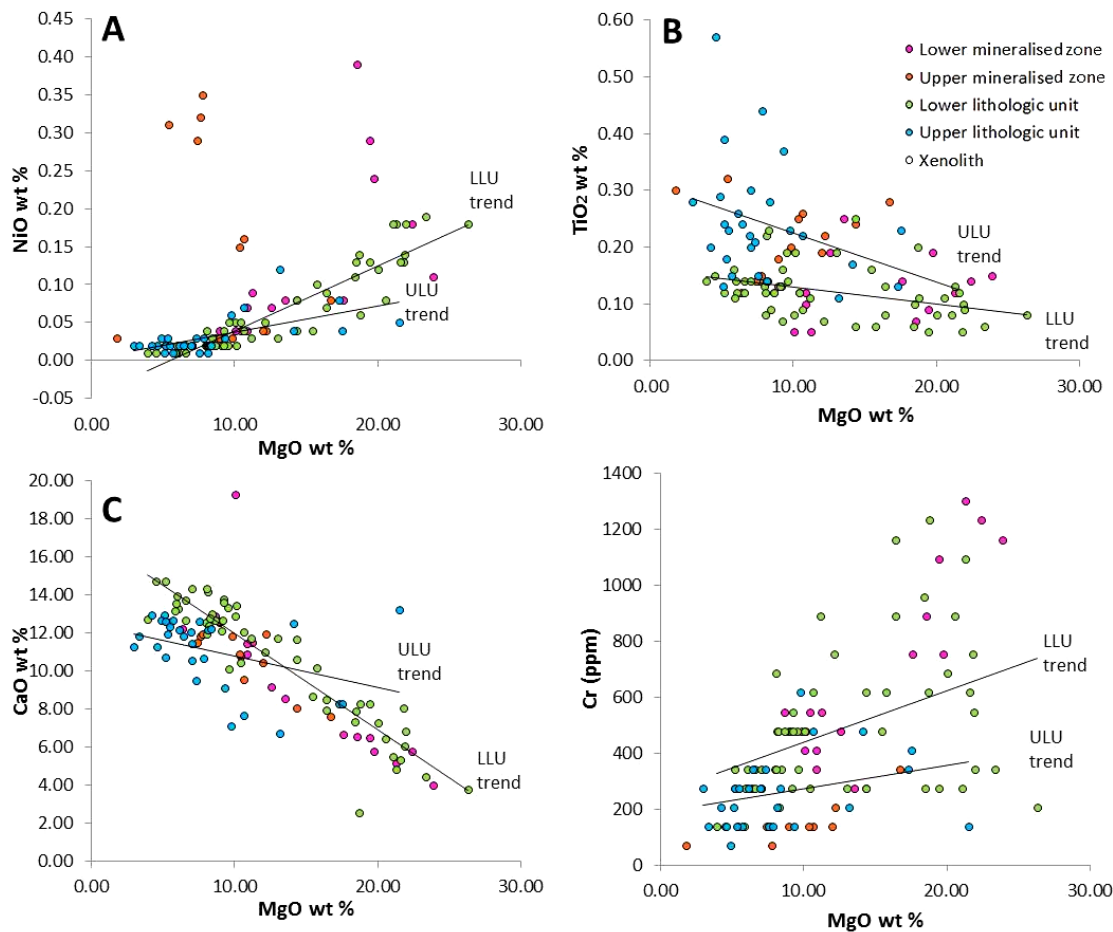 A
NiO wt %
0.45
0.40
0.35
0.30
0.25
0.20
0.15
0.10
0.05
0.00
-0.05
LLU
trend
ULU
trend
0.00 10.00 20.00 30.00
MgO wt %
B
TiO2 wt %
0.60
0.50
0.40
0.30
0.20
0.10
0.00
Lower mineralised zone
Upper mineralised zone
Lower lithologic unit
Upper lithologic unit
Xenolith
ULU
trend
LLU
trend
0.00 10.00 20.00 30.00
MgO wt %
C
CaO wt %
20.00
18.00
16.00
14.00
12.00
10.00
8.00
6.00
4.00
2.00
0.00
ULU
trend
LLU
trend
0.00 10.00 20.00 30.00
MgO wt %
Cr (ppm)
1400
1200
1000
800
600
400
200
0
LLU
trend
ULU
trend
0.00 10.00 20.00 30.00
MgO wt %